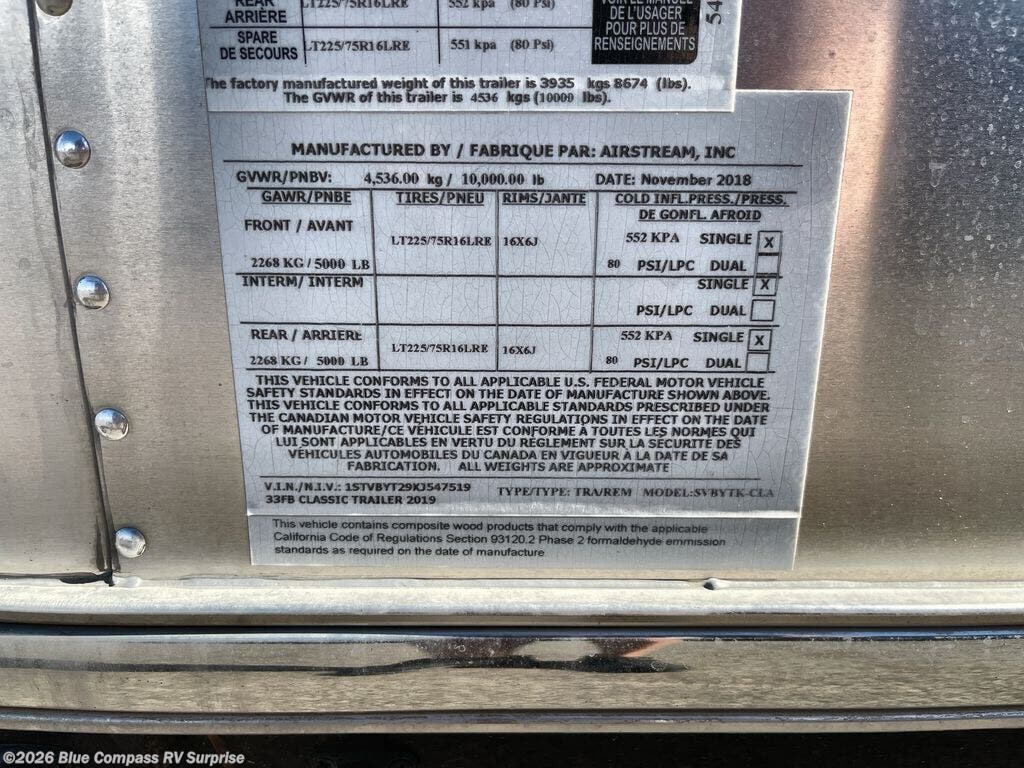 REAR LT225/75R16LRE 552 kpa (80 Psi)
ARRIÈRE
SPARE LT225/75R16LRE 551 kpa (80 Psi)
DE SECOURS
VOIR LE MANUEL
DE L'USAGER
POUR PLUS DE
RENSEIGNEMENTS
54
he factory manufactured weight of this trailer is 3935 kgs 8674 (lbs).
The GVWR of this trailer is 4536 kgs (10000 lbs).
MANUFACTURED BY / FABRIQUE PAR: AIRSTREAM, INC
GVWR/PNBV: 4,536.00 kg / 10,000.00 lb DATE: November 2018
GAWR/PNBE TIRES/PNEU RIMS/JANTE COLD INFL.PRESS./PRESS.
DE GONFL. AFROID
FRONT / AVANT
LT225/75R16LRE 16X6J 552 KPA SINGLE X
2268 KG / 5000 LB 80 PSI/LPC DUAL
INTERM/ INTERM SINGLE X
PSI/LPC DUAL
REAR / ARRIERE 552 KPA SINGLE X
LT225/75R16LRE 16X6J
2268 KG / 5000 LB 80 PSI/LPC DUAL
THIS VEHICLE CONFORMS TO ALL APPLICABLE U.S. FEDERAL MOTOR VEHICLE
SAFETY STANDARDS IN EFFECT ON THE DATE OF MANUFACTURE SHOWN ABOVE.
THIS VEHICLE CONFORMS TO ALL APPLICABLE STANDARDS PRESCRIBED UNDER
THE CANADIAN MOTOR VEHICLE SAFETY REGULATIONS IN EFFECT ON THE DATE
OF MANUFACTURE/CE VÉHICULE EST CONFORME À TOUTES LES NORMES QUI
LUI SONT APPLICABLES EN VERTU DU RÈGLEMENT SUR LA SÉCURITÉ DES
VÉHICULES AUTOMOBILES DU CANADA EN VIGUEUR À LA DATE DE SA
FABRICATION. ALL WEIGHTS ARE APPROXIMATE
V.I.N./N.I.V.: 1STVBYT29KJ547519 TYPE/TYPE: TRA/REM MODEL:SVBYTK-CLA
33FB CLASSIC TRAILER 2019
This vehicle contains composite wood products that comply with the applicable
California Code of Regulations Section 93120.2 Phase 2 formaldehyde emmission
standards as required on the date of manufacture
©2026 Blue Compass RV Surprise